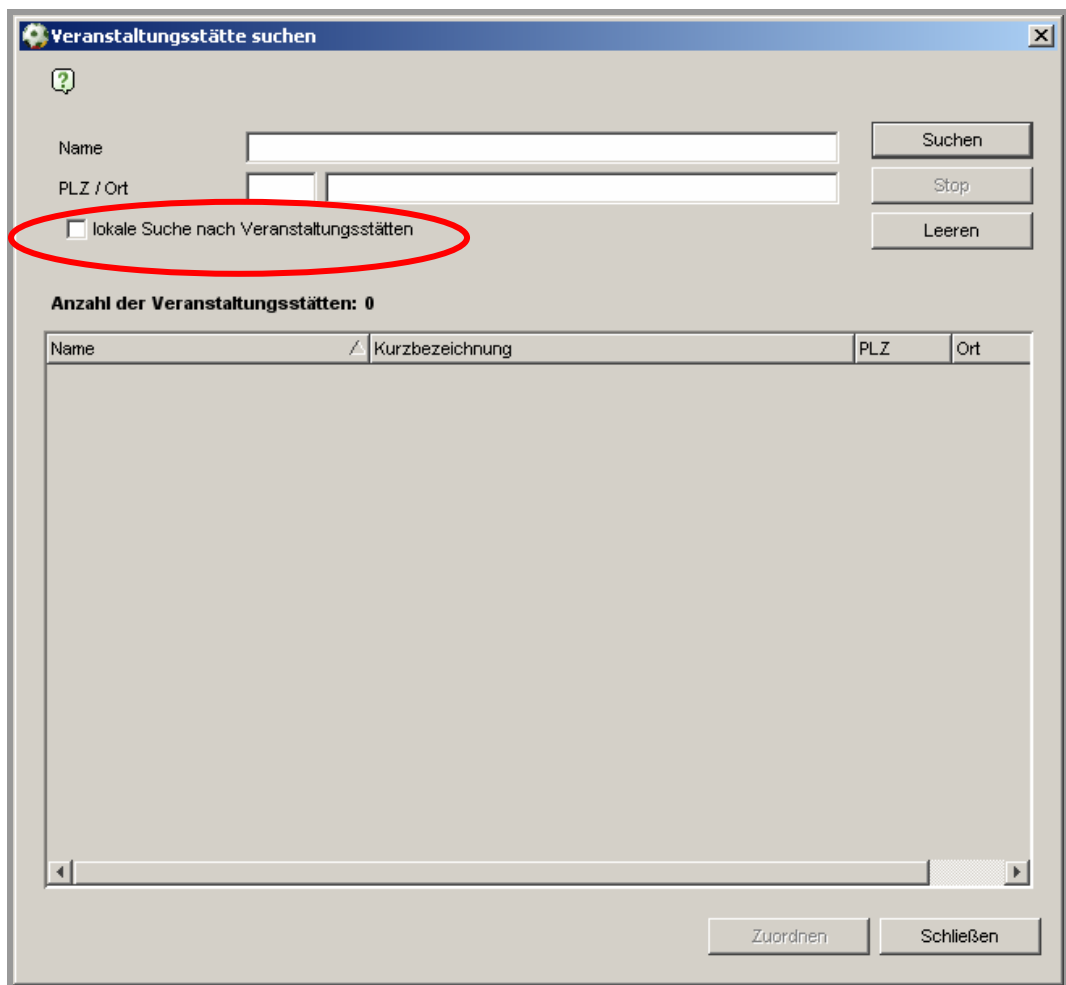 Veranstaltungsstätte suchen
Name
Suchen
PLZ / Ort
Stop
lokale Suche nach Veranstaltungsstätten
Leeren
Anzahl der Veranstaltungsstätten: 0
Name Kurzbezeichnung PLZ Ort
Zuordnen Schließen